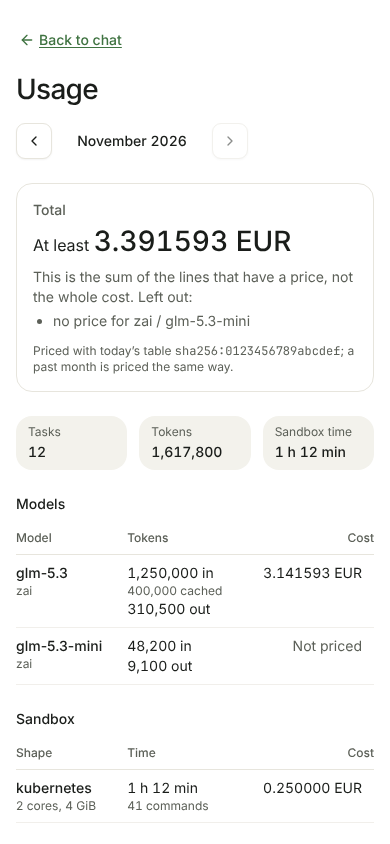 ← Back to chat
Usage
November 2026
Total
At least 3.391593 EUR
This is the sum of the lines that have a price, not
the whole cost. Left out:
• no price for zai / glm-5.3-mini
Priced with today's table sha256:0123456789abcdef; a
past month is priced the same way.
Tasks Tokens Sandbox time
12 1,617,800 1 h 12 min
Models
Model Tokens Cost
glm-5.3 1,250,000 in 3.141593 EUR
zai 400,000 cached
310,500 out
glm-5.3-mini 48,200 in Not priced
zai 9,100 out
Sandbox
Shape Time Cost
kubernetes 1 h 12 min 0.250000 EUR
2 cores, 4 GiB 41 commands